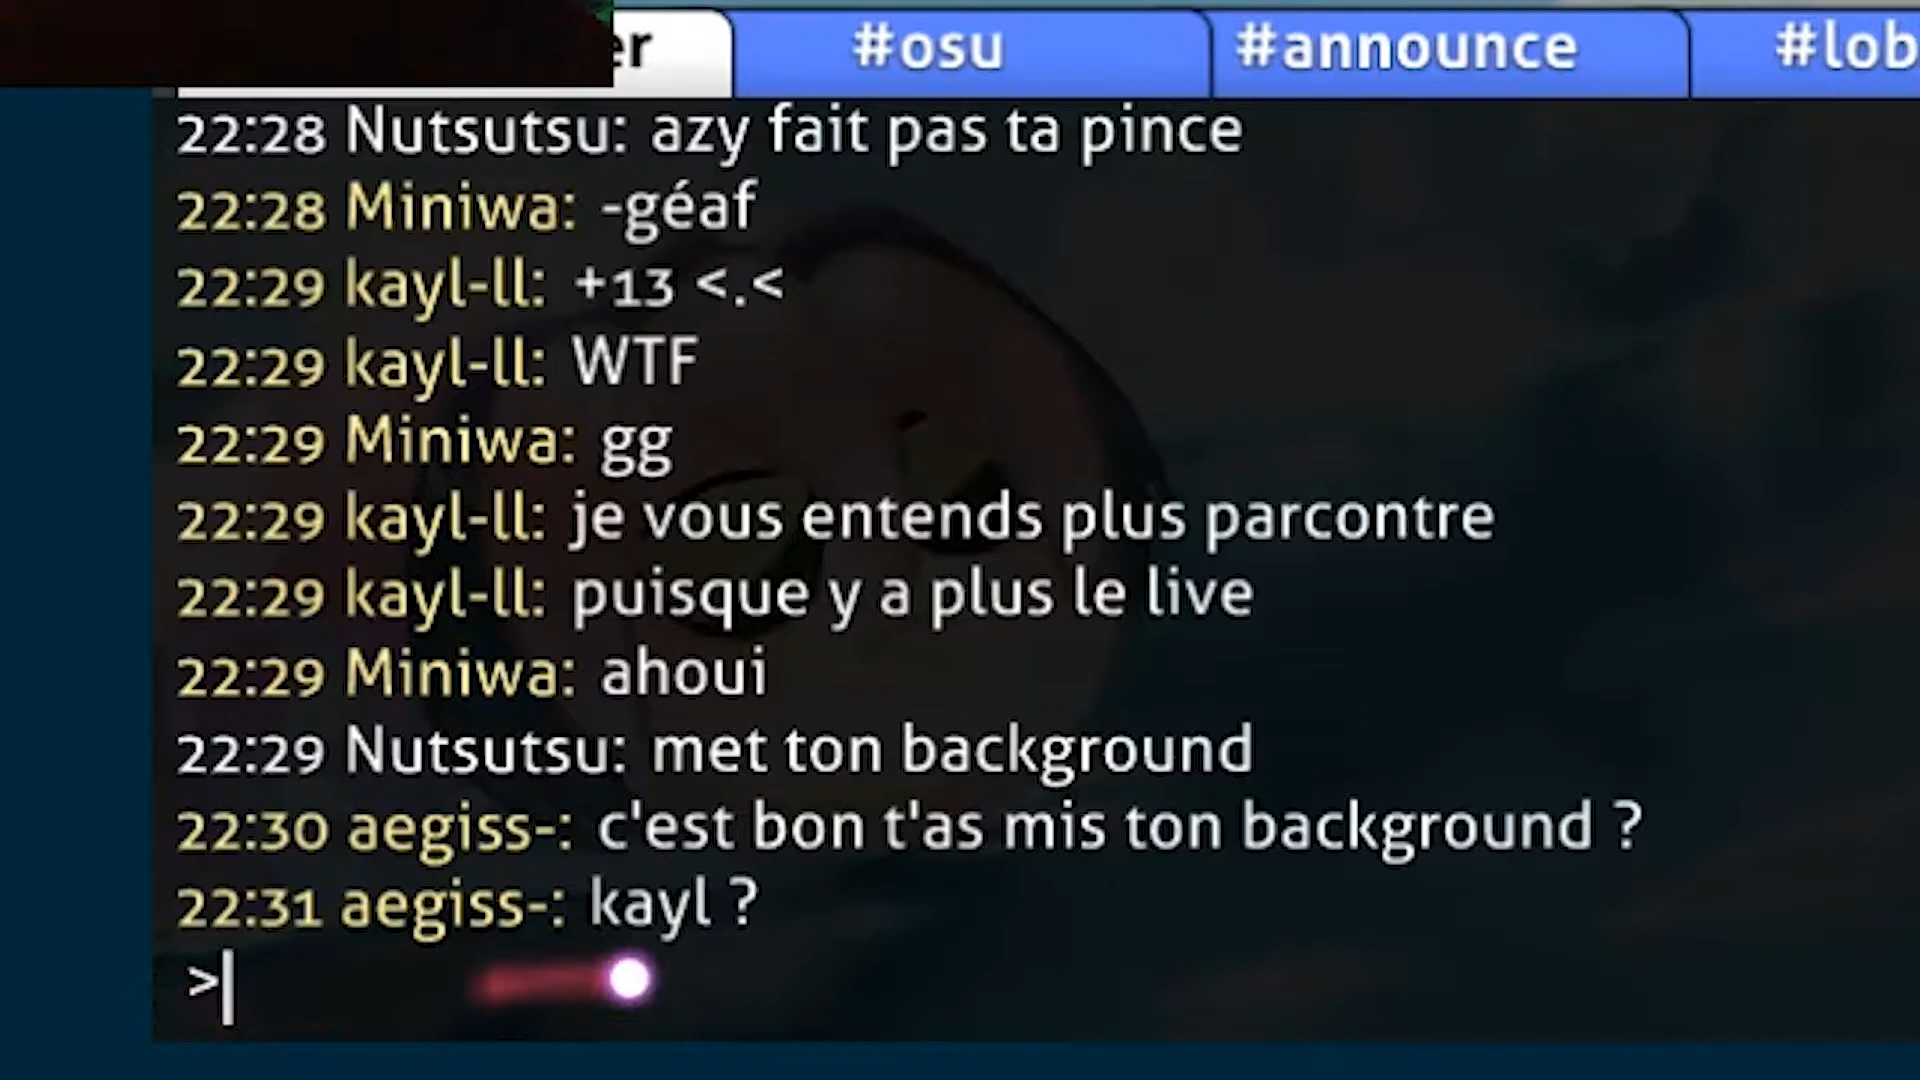 #osu #announce
22:28 Nutsutsu: azy fait pas ta pince
22:28 Miniwa: -géaf
22:29 kayl-ll: +13 <.<
22:29 kayl-ll: WTF
22:29 Miniwa: gg
22:29 kayl-ll: je vous entends plus parcontre
22:29 kayl-ll: puisque y a plus le live
22:29 Miniwa: ahoui
22:29 Nutsutsu: met ton background
22:30 aegiss-: c'est bon t'as mis ton background ?
22:31 aegiss-: kayl ?
>